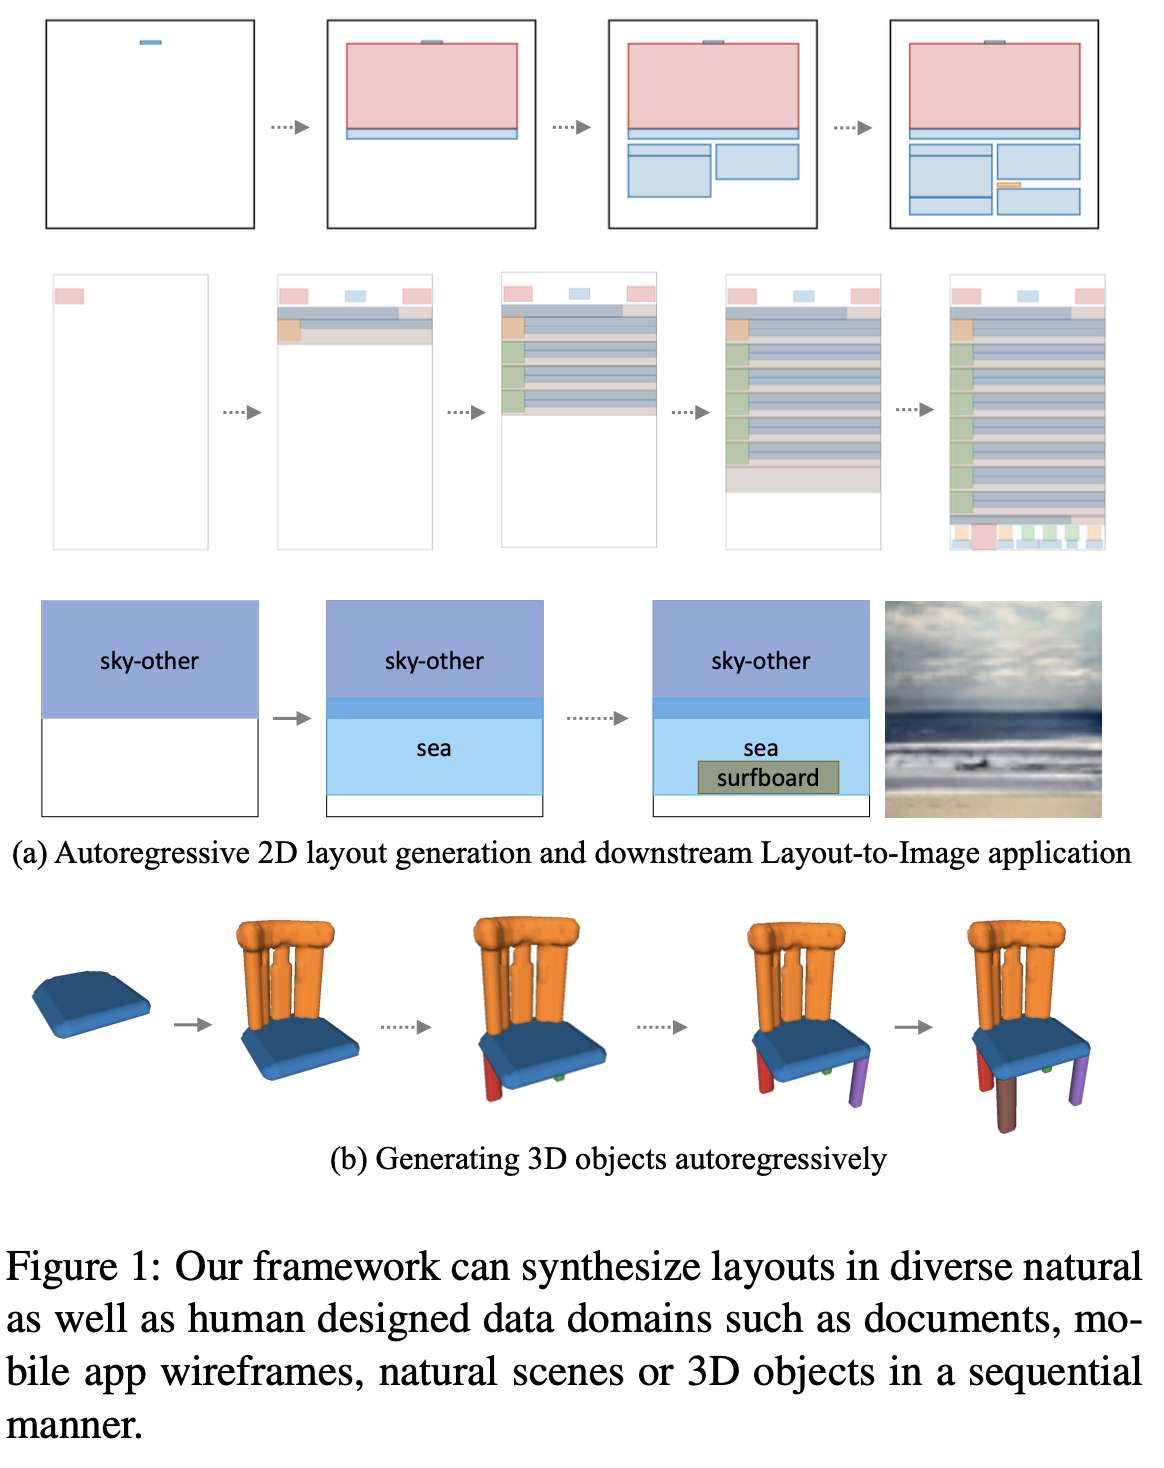 sky-other
sky-other
sea
sky-other
sea
surfboard
(a) Autoregressive 2D layout generation and downstream Layout-to-Image application
(b) Generating 3D objects autoregressively
Figure 1: Our framework can synthesize layouts in diverse natural
as well as human designed data domains such as documents, mo-
bile app wireframes, natural scenes or 3D objects in a sequential
manner.